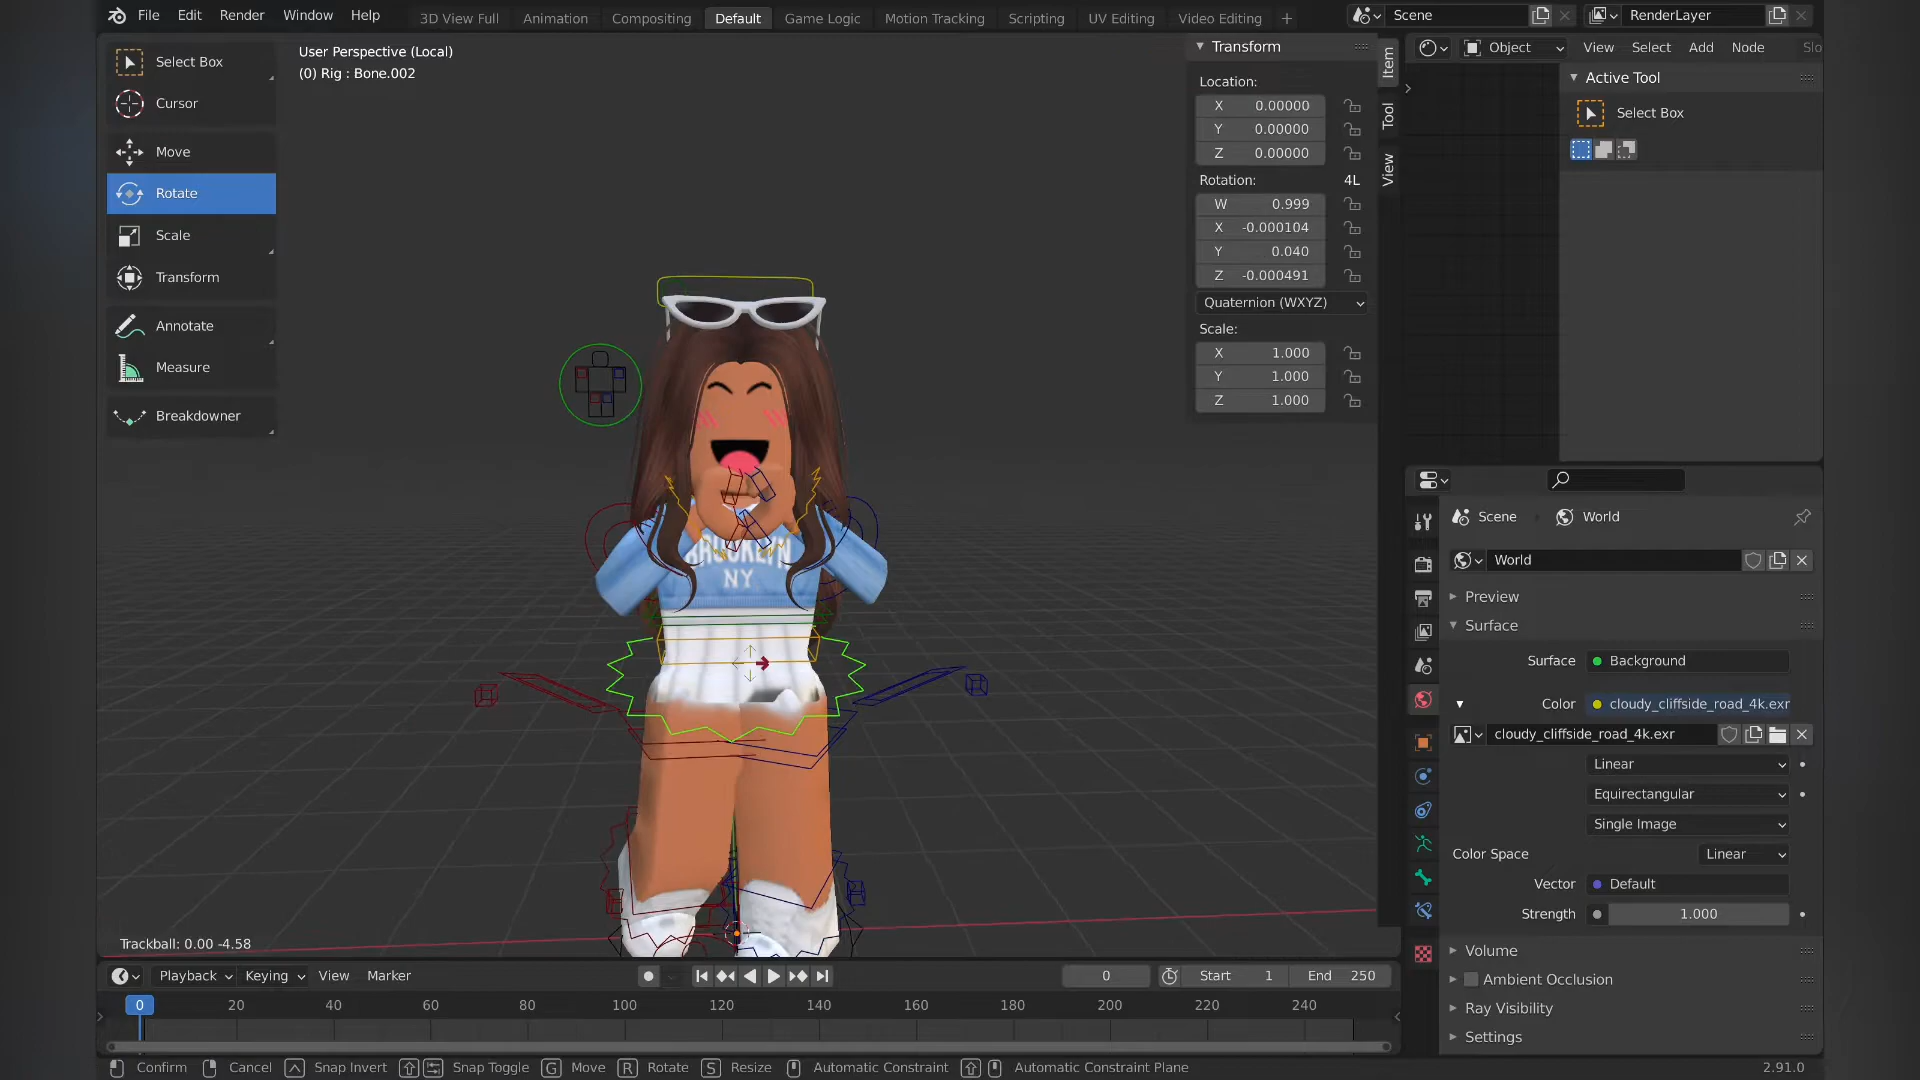 File Edit Render Window Help 3D View Full Animation Compositing Default Game Logic Motion Tracking Scripting UV Editing Video Editing + Scene RenderLayer
Select Box
Cursor
Move
Rotate
Scale
Transform
Annotate
Measure
Breakdowner
User Perspective (Local)
(0) Rig : Bone.002
BROOKLYN
NY
Trackball: 0.00 -4.58
Transform
Location:
X 0.00000
Y 0.00000
Z 0.00000
Rotation: 4L
W 0.999
X -0.000104
Y 0.040
Z -0.000491
Quaternion (WXYZ)
Scale:
X 1.000
Y 1.000
Z 1.000
Item
Tool
View
Object View Select Add Node Slo
Active Tool
Select Box
Scene World
World
Preview
Surface
Surface Background
Color cloudy_cliffside_road_4k.exr
cloudy_cliffside_road_4k.exr
Linear
Equirectangular
Single Image
Color Space Linear
Vector Default
Strength 1.000
Volume
Ambient Occlusion
Ray Visibility
Settings
Playback Keying View Marker 0 Start 1 End 250
0 20 40 60 80 100 120 140 160 180 200 220 240
Confirm Cancel Snap Invert Snap Toggle G Move R Rotate S Resize Automatic Constraint Automatic Constraint Plane 2.91.0